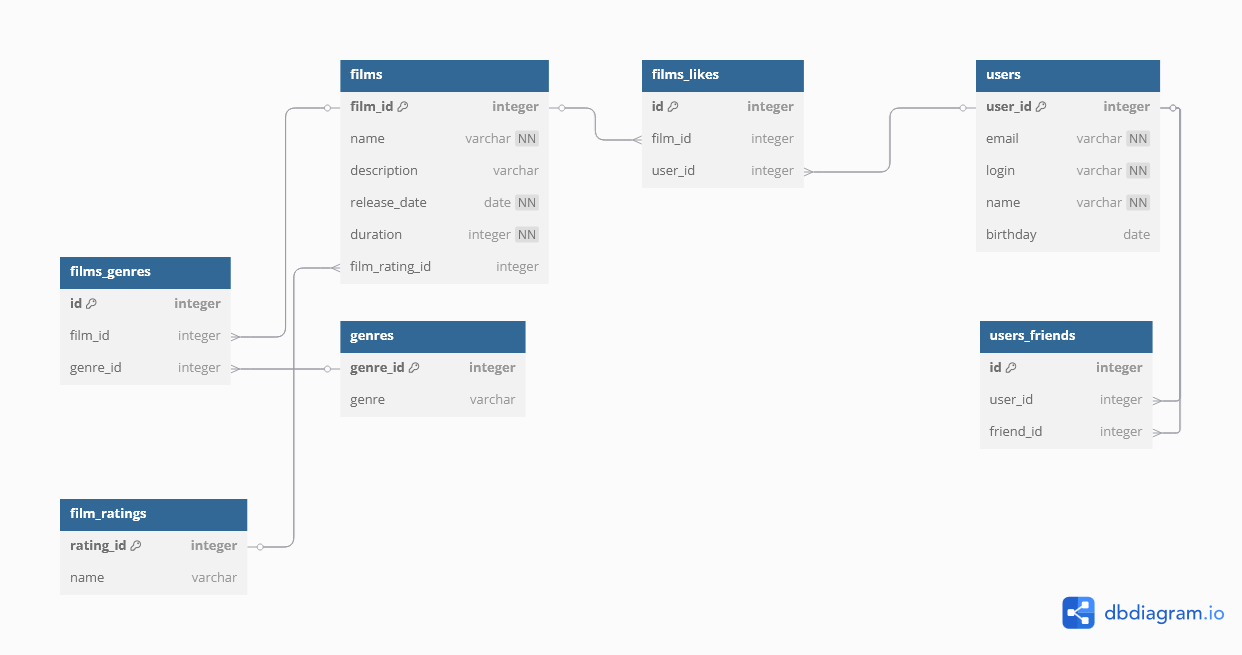 films
film_id integer
name varchar NN
description varchar
release_date date NN
duration integer NN
film_rating_id integer
films_likes
id integer
film_id integer
user_id integer
users
user_id integer
email varchar NN
login varchar NN
name varchar NN
birthday date
films_genres
id integer
film_id integer
genre_id integer
genres
genre_id integer
genre varchar
users_friends
id integer
user_id integer
friend_id integer
film_ratings
rating_id integer
name varchar
dbdiagram.io